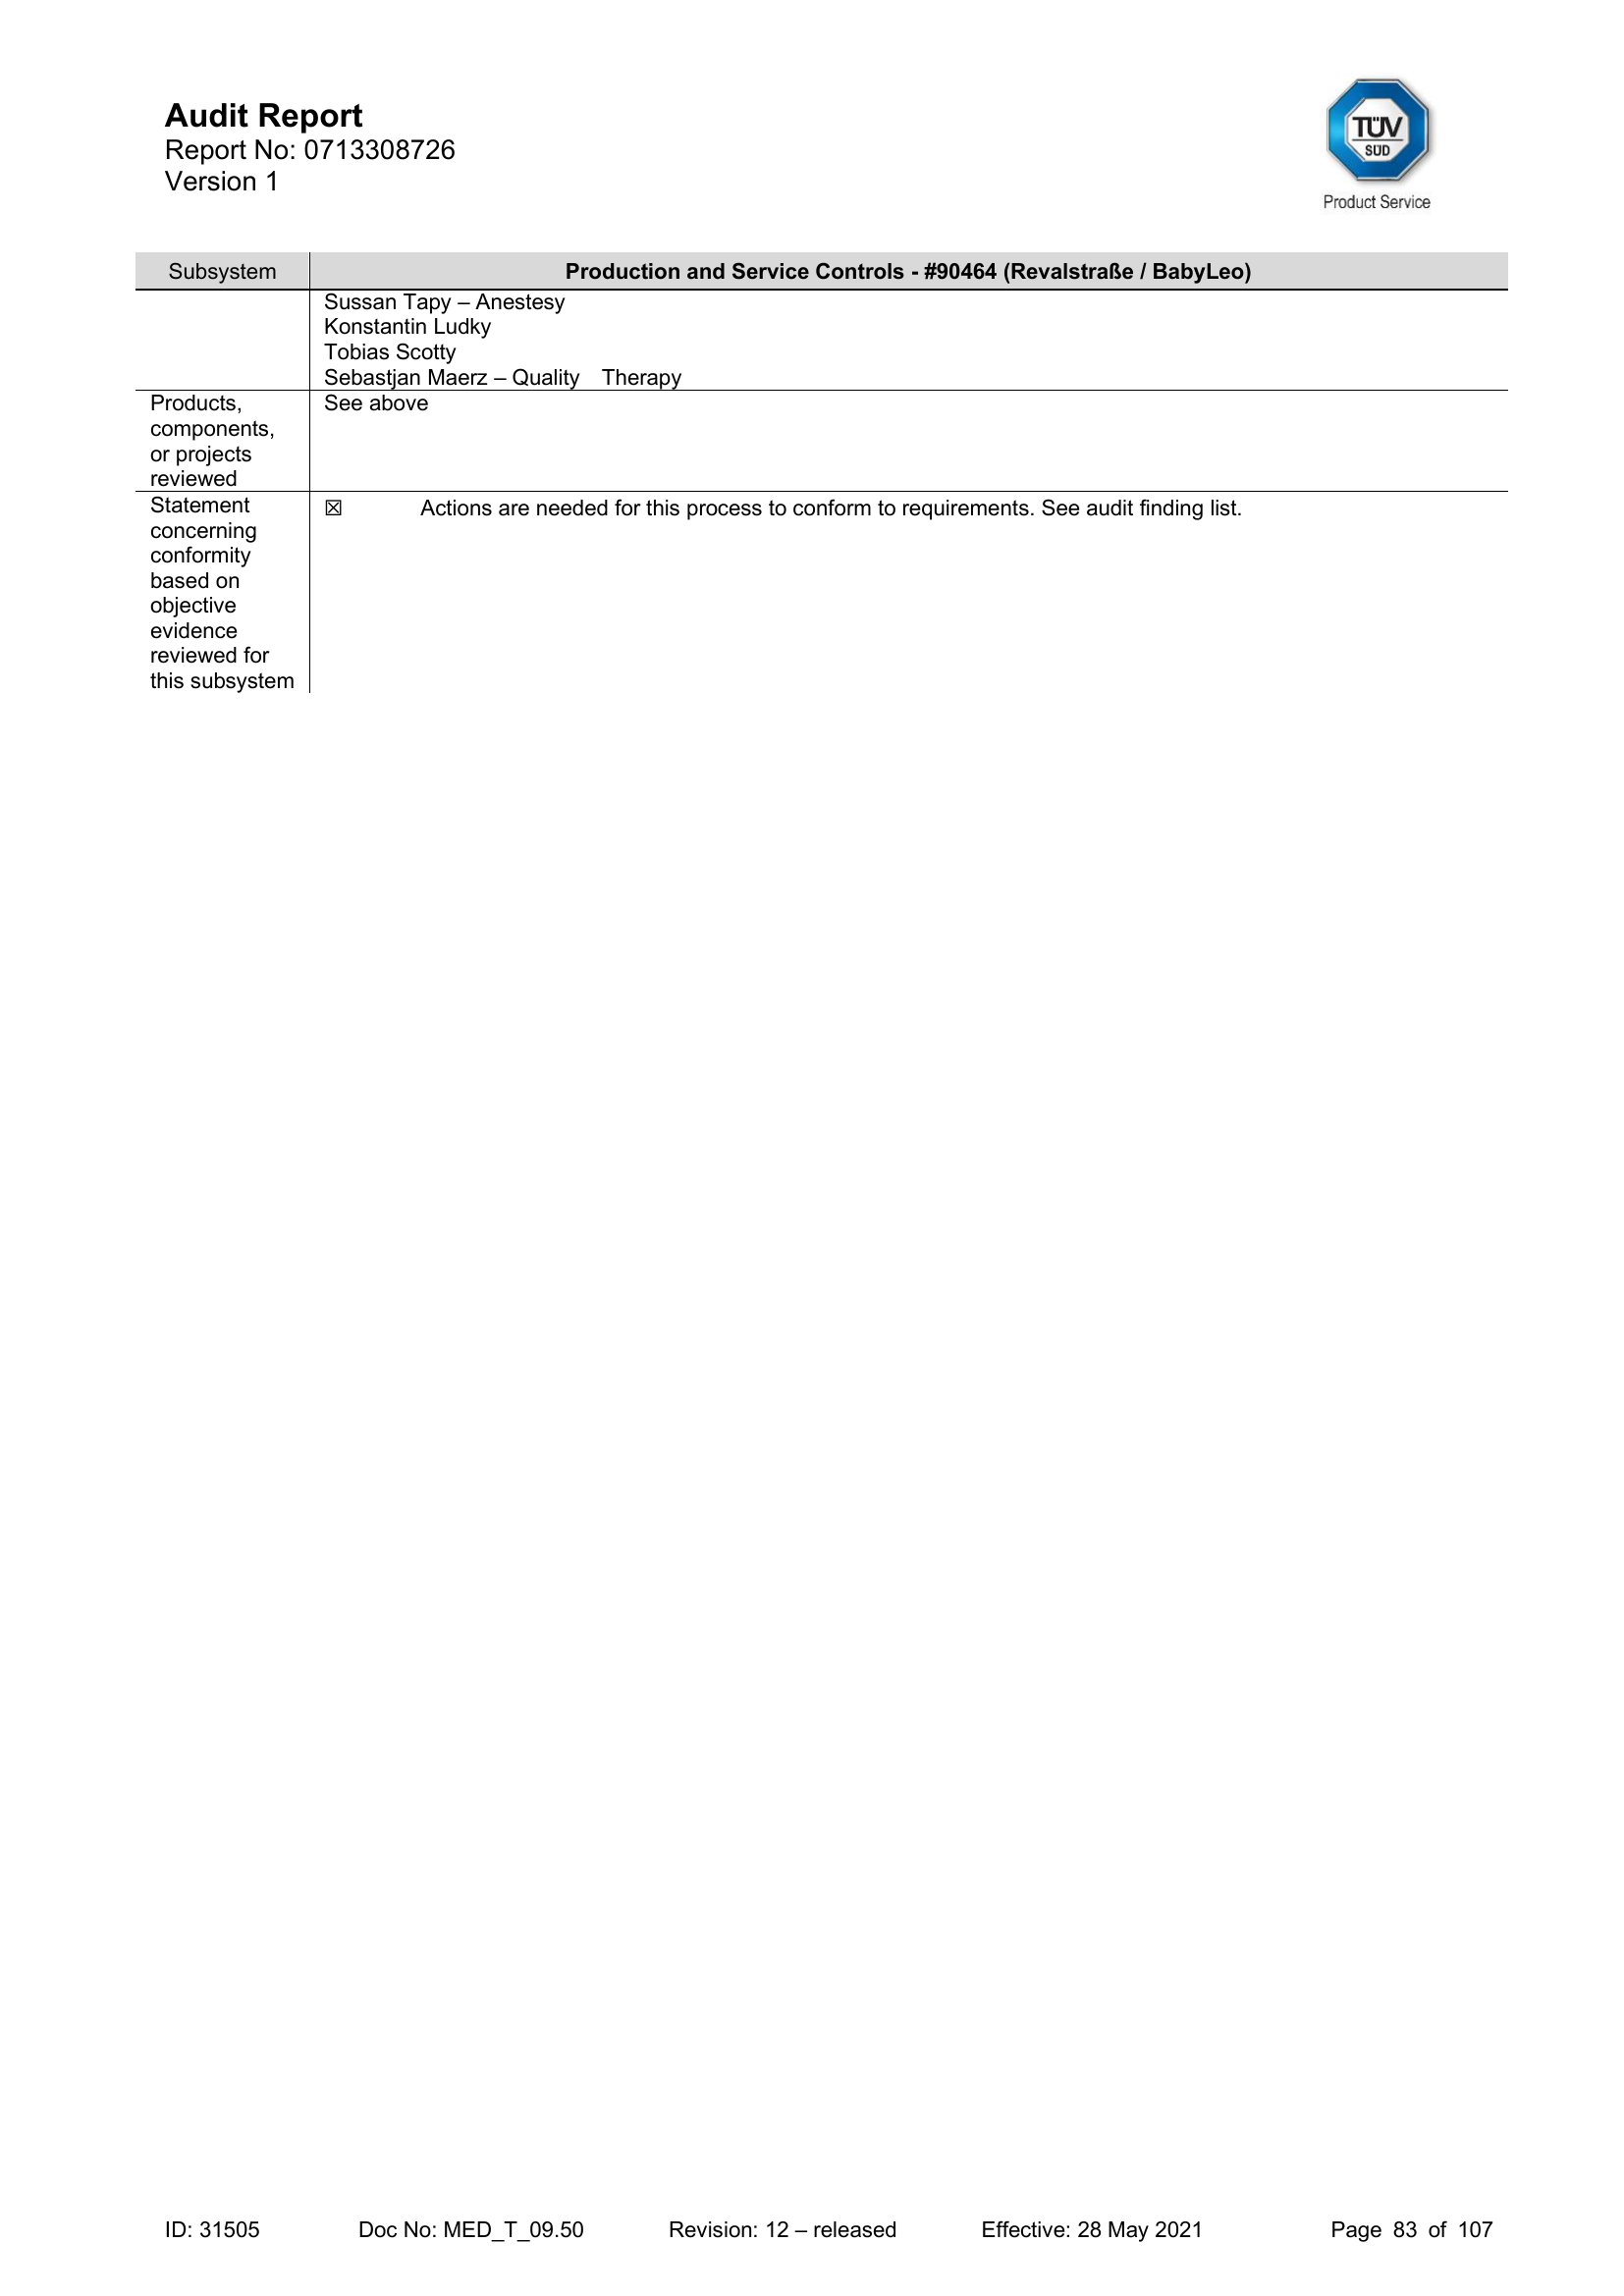 Audit Report
Report No: 0713308726
Version 1
TÜV
SÜD
Product Service
Subsystem
Production and Service Controls - #90464 (Revalstraße / BabyLeo)
Sussan Tapy – Anestesy
Konstantin Ludky
Tobias Scotty
Sebastjan Maerz – Quality Therapy
Products,
components,
or projects
reviewed
See above
Statement
concerning
conformity
based on
objective
evidence
reviewed for
this subsystem
☒ Actions are needed for this process to conform to requirements. See audit finding list.
ID: 31505 Doc No: MED_T_09.50 Revision: 12 – released Effective: 28 May 2021 Page 83 of 107